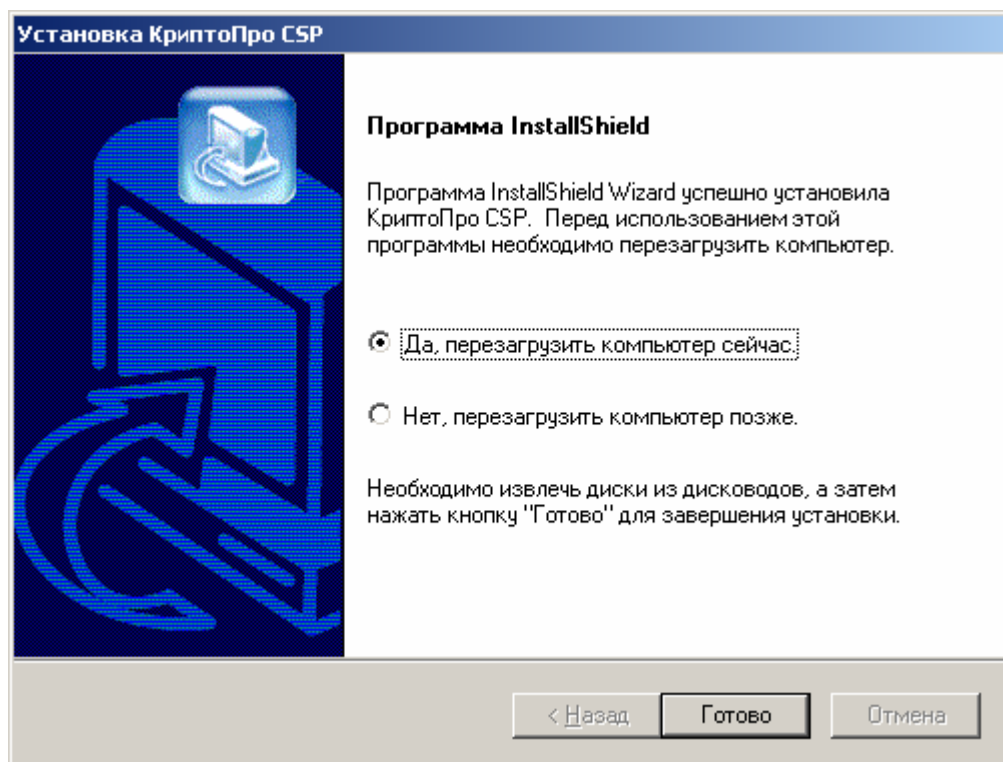 Установка КриптоПро CSP
Программа InstallShield
Программа InstallShield Wizard успешно установила
КриптоПро CSP.  Перед использованием этой
программы необходимо перезагрузить компьютер.
Да, перезагрузить компьютер сейчас.
Нет, перезагрузить компьютер позже.
Необходимо извлечь диски из дисководов, а затем
нажать кнопку "Готово" для завершения установки.
< Назад Готово Отмена